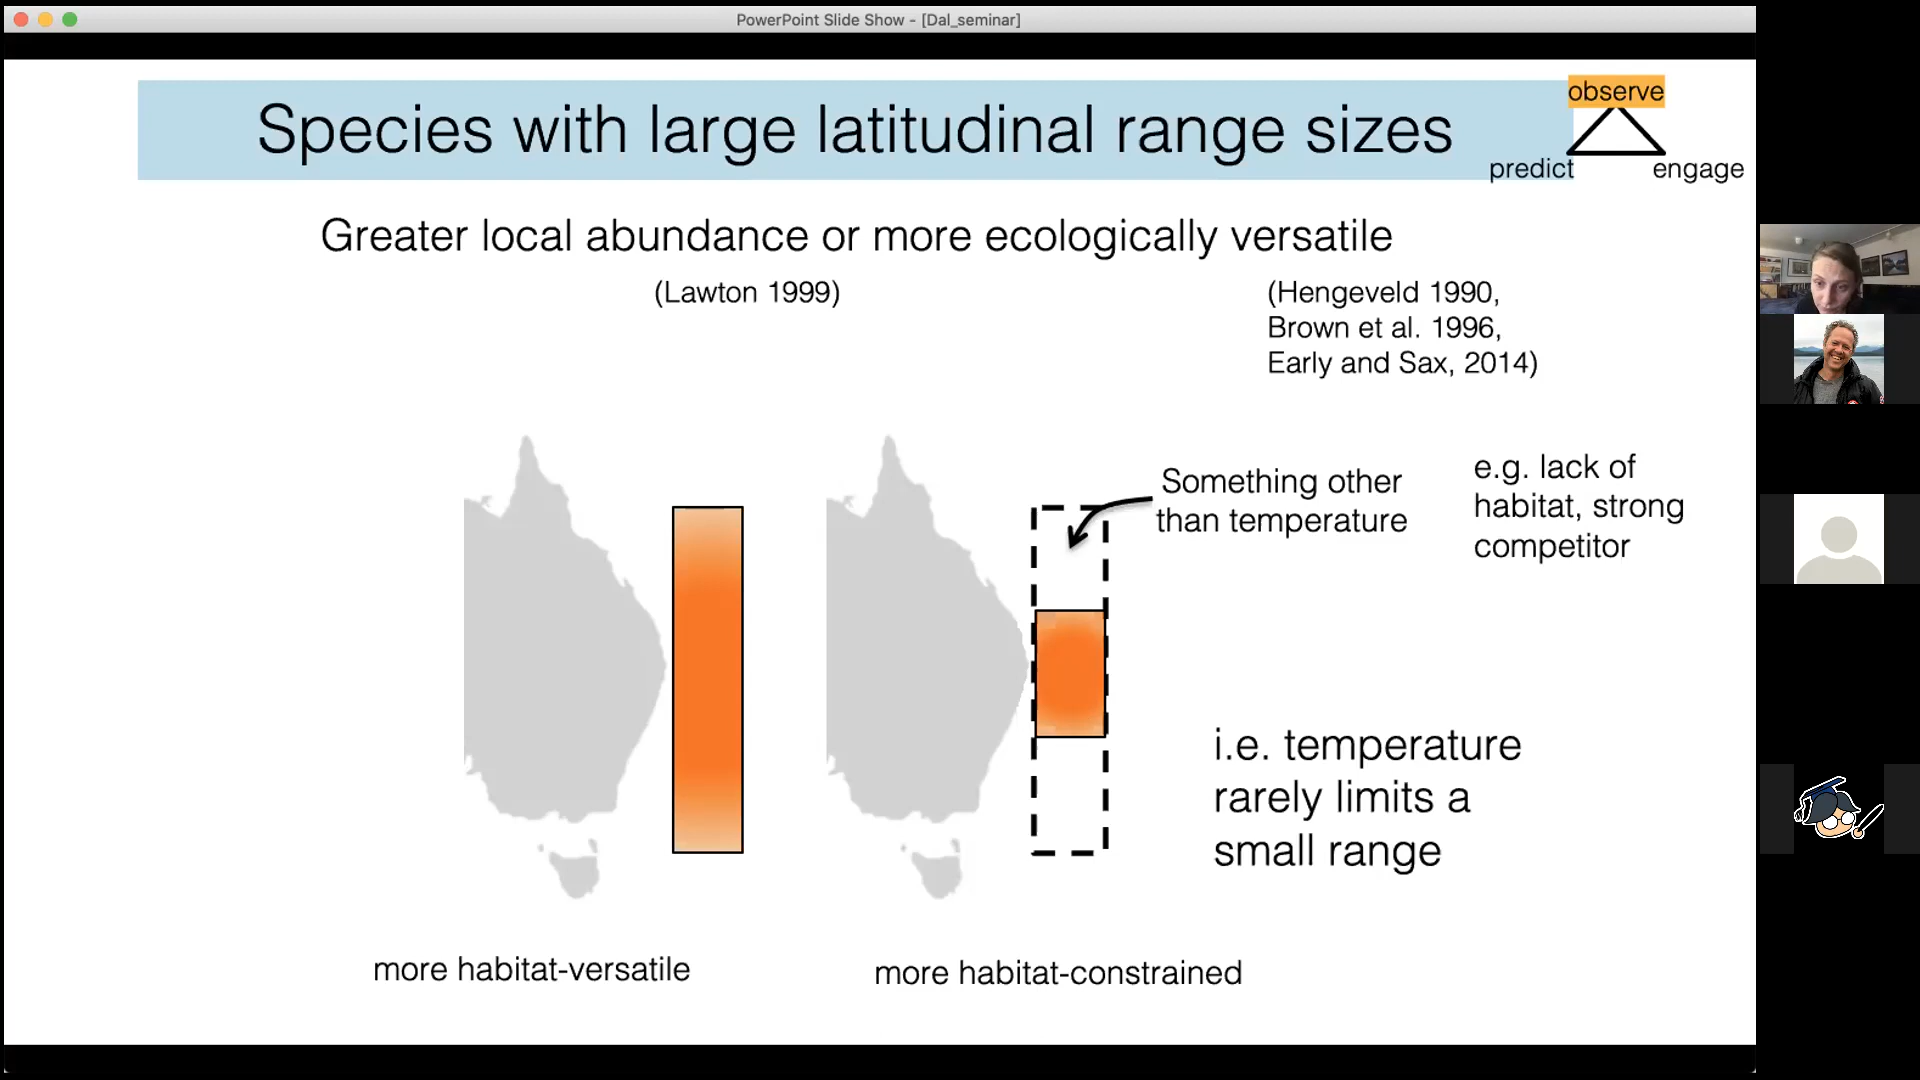 PowerPoint Slide Show - [Dal_seminar]
Species with large latitudinal range sizes
observe
predict
engage
Greater local abundance or more ecologically versatile
(Lawton 1999)
(Hengeveld 1990,
Brown et al. 1996,
Early and Sax, 2014)
Something other
than temperature
e.g. lack of
habitat, strong
competitor
i.e. temperature
rarely limits a
small range
more habitat-versatile
more habitat-constrained